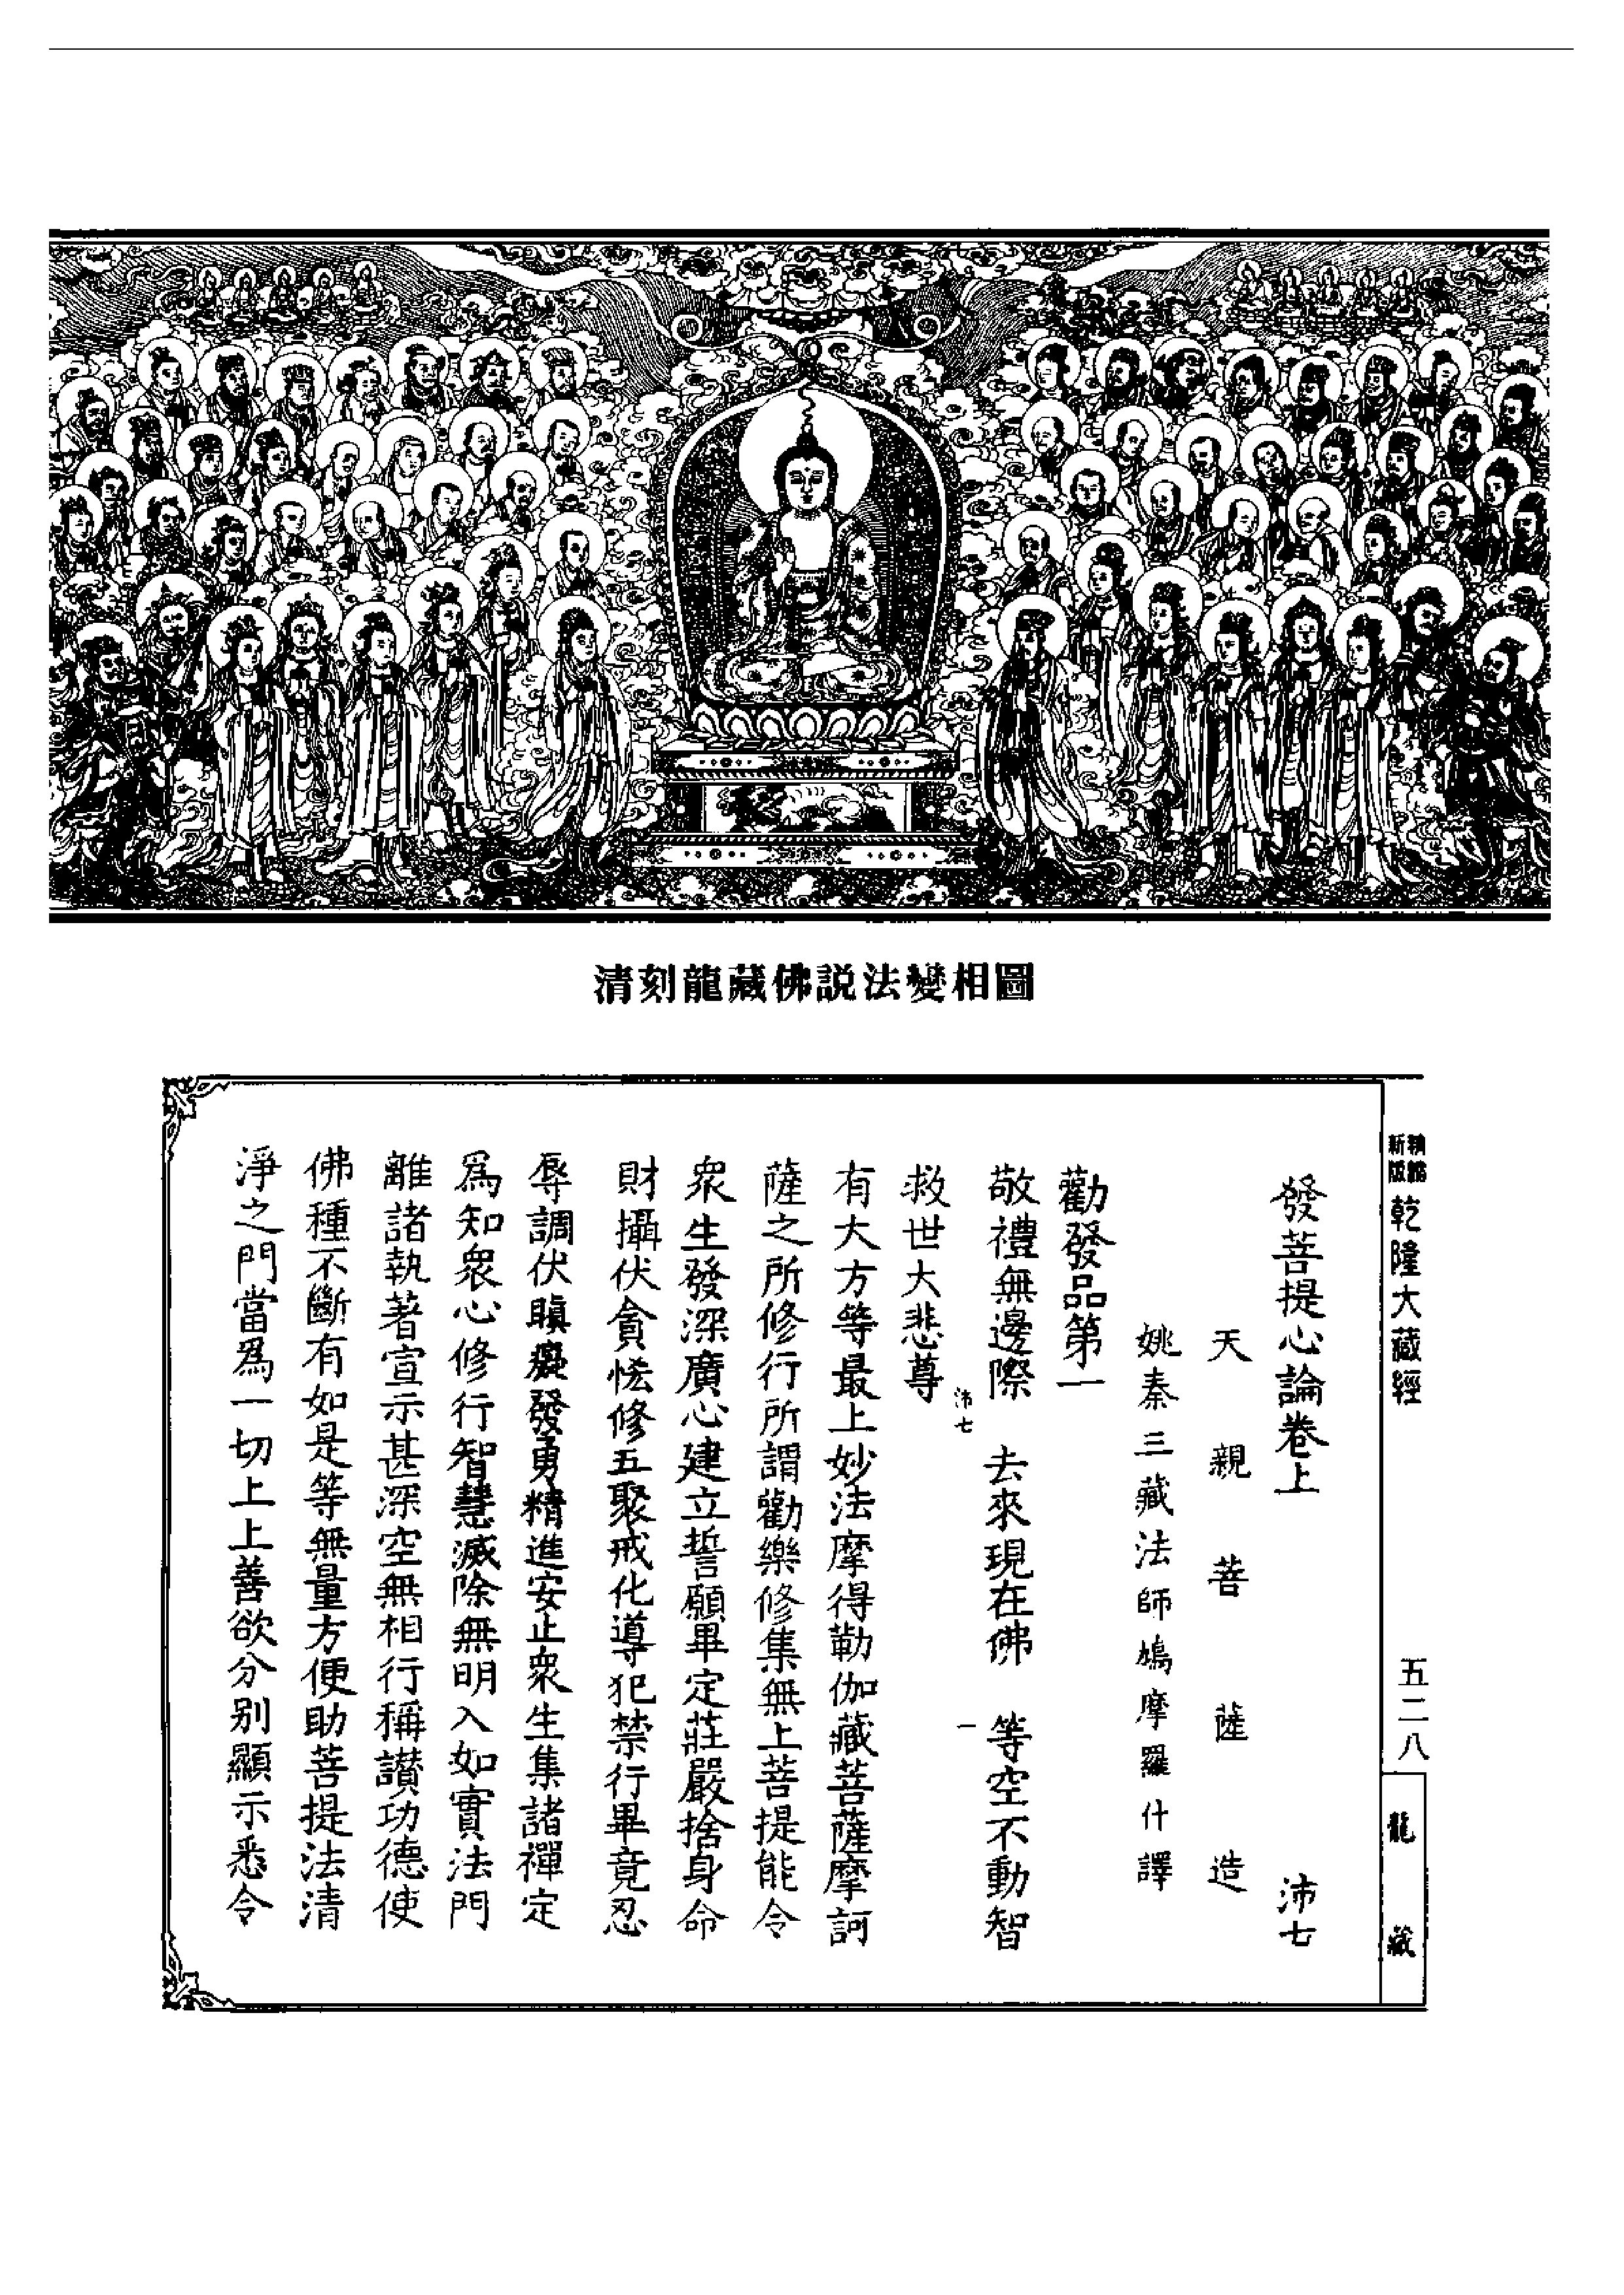 清刻龍藏佛説法變相圖
新版
精縮
乾隆大藏經
五二八
龍藏
發菩提心論卷上 沛七
天親菩薩造
姚秦三藏法師鳩摩羅什譯
勸發品第一
敬禮無邊際 去來現在佛 等空不動智
沛七 一
救世大悲尊
有大方等最上妙法摩得勒伽藏菩薩摩訶
薩之所修行所謂勸樂修集無上菩提能令
衆生發深廣心建立誓願畢定莊嚴捨身命
財攝伏貪悋修五聚戒化導犯禁行畢竟忍
辱調伏瞋癡發勇精進安止衆生集諸禪定
爲知衆心修行智慧滅除無明入如實法門
離諸執著宣示甚深空無相行稱讃功德使
佛種不斷有如是等無量方便助菩提法清
淨之門當爲一切上上善欲分別顯示悉令